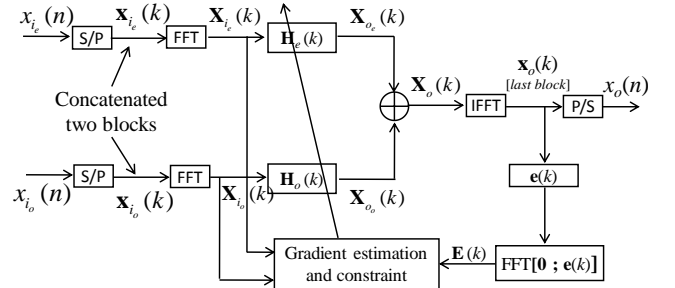 x_{i_e}(n)
S/P
𝐱_{i_e}(k)
FFT
𝐗_{i_e}(k)
𝐇_e(k)
𝐗_{o_e}(k)
Concatenated
two blocks
𝐗_o(k)
IFFT
𝐱_o(k)
[last block]
P/S
x_o(n)
x_{i_o}(n)
S/P
𝐱_{i_o}(k)
FFT
𝐗_{i_o}(k)
𝐇_o(k)
𝐗_{o_o}(k)
𝐞(k)
FFT[𝟎 ; 𝐞(k)]
𝐄(k)
Gradient estimation
and constraint